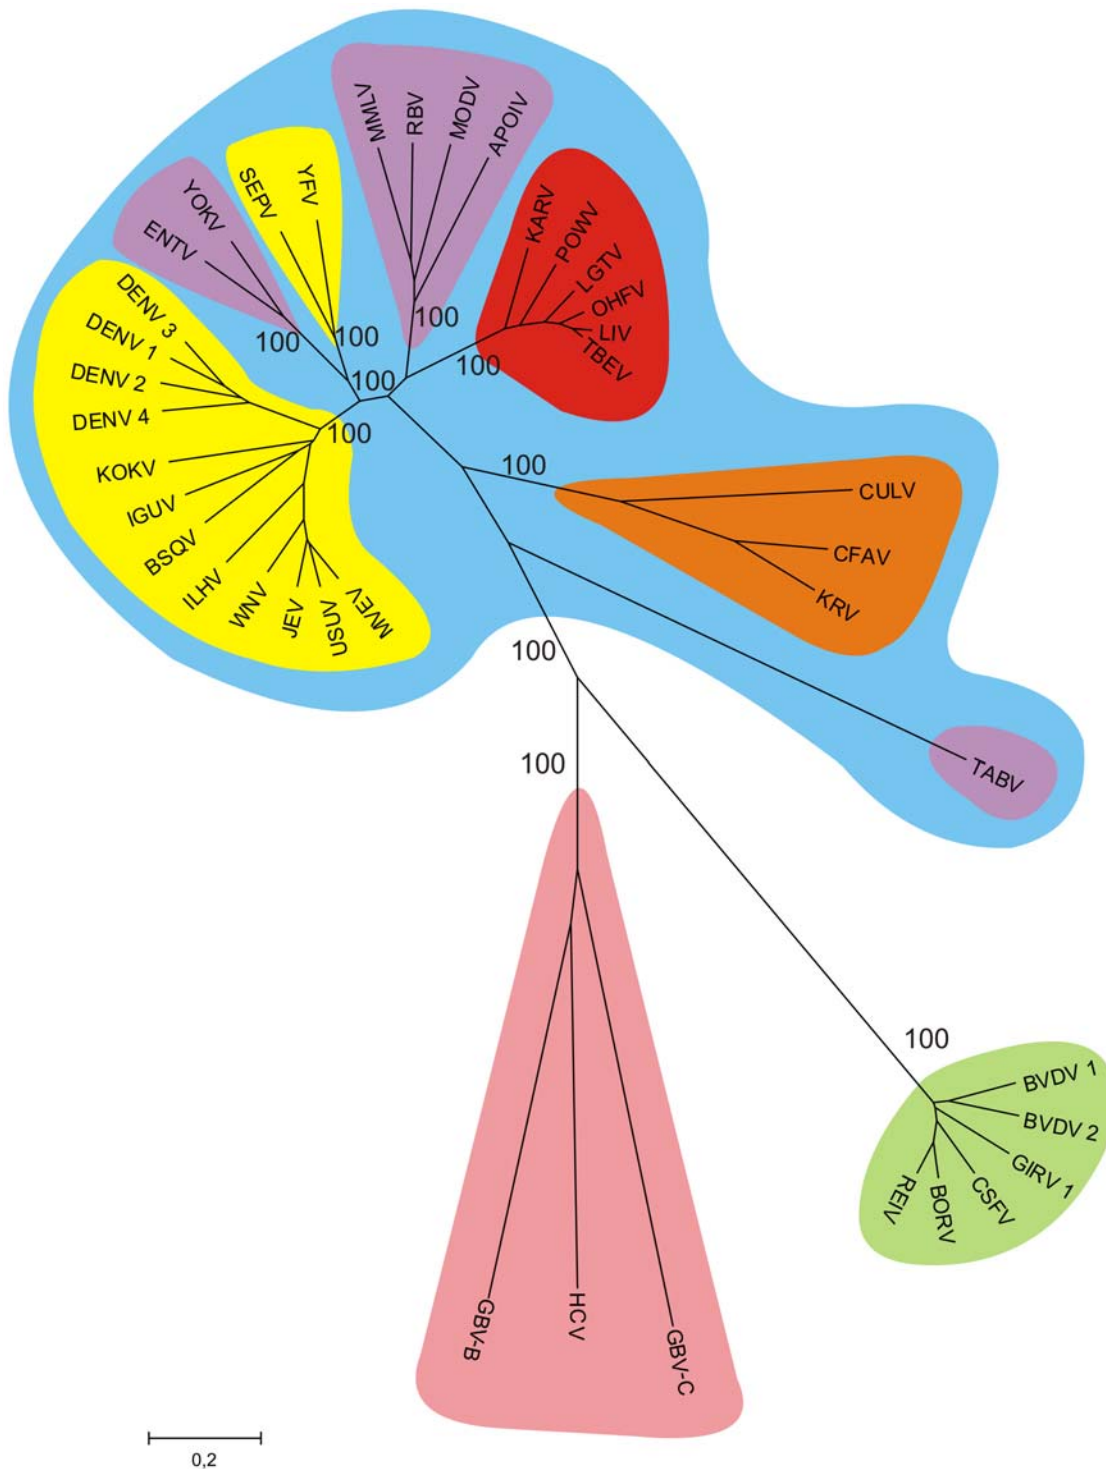 MMLV
RBV
MODV
APOIV
YFV
SEPV
YOKV
ENTV
KARV
POWV
LGTV
OHFV
LIV
TBEV
100
100
100
100
100
100
DENV 3
DENV 1
DENV 2
DENV 4
KOKV
IGUV
BSQV
ILHV
WNV
JEV
USUV
MVEV
100
CULV
CFAV
KRV
100
TABV
100
100
BVDV 1
BVDV 2
GIRV 1
CSFV
BORV
REIV
GBV-B
HCV
GBV-C
0,2